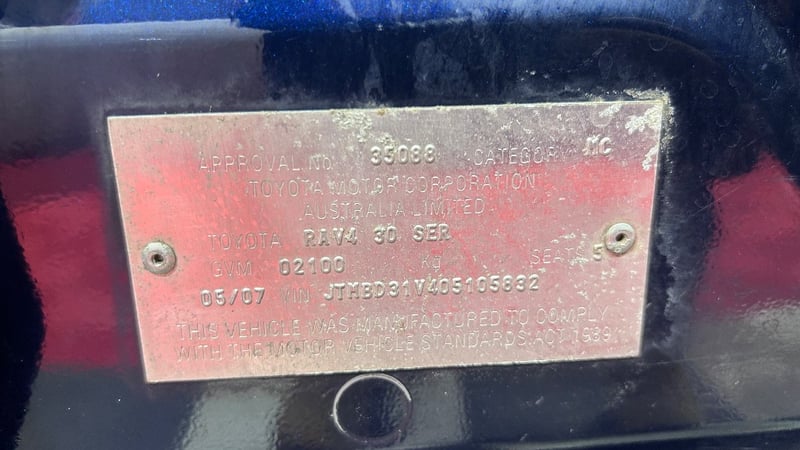 APPROVAL No. 35088 CATEGORY MC
TOYOTA MOTOR CORPORATION
AUSTRALIA LIMITED
TOYOTA RAV4 30 SER
GVM 02100 Kg SEATS 5
05/07 VIN JTMBD31V405105832
THIS VEHICLE WAS MANUFACTURED TO COMPLY
WITH THE MOTOR VEHICLE STANDARDS ACT 1989